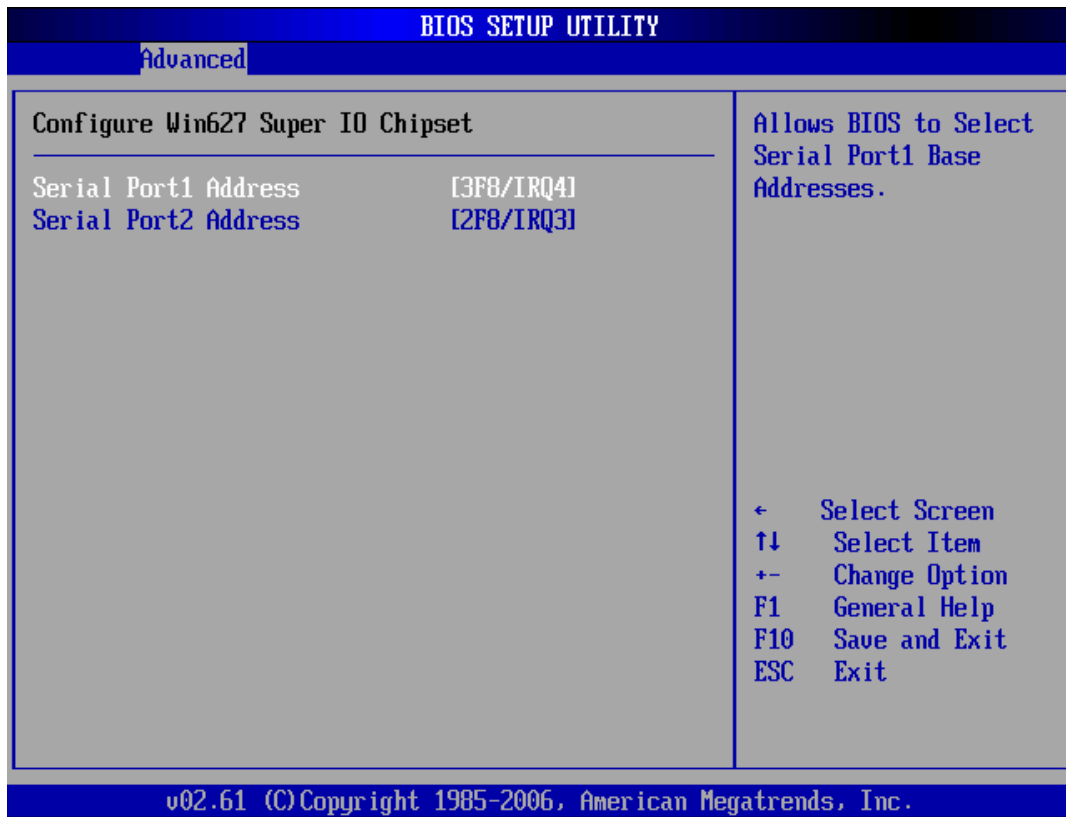 BIOS SETUP UTILITY
Advanced
Configure Win627 Super IO Chipset
Serial Port1 Address [3F8/IRQ4]
Serial Port2 Address [2F8/IRQ3]
Allows BIOS to Select
Serial Port1 Base
Addresses.
← Select Screen
↑↓ Select Item
+- Change Option
F1 General Help
F10 Save and Exit
ESC Exit
v02.61 (C)Copyright 1985-2006, American Megatrends, Inc.